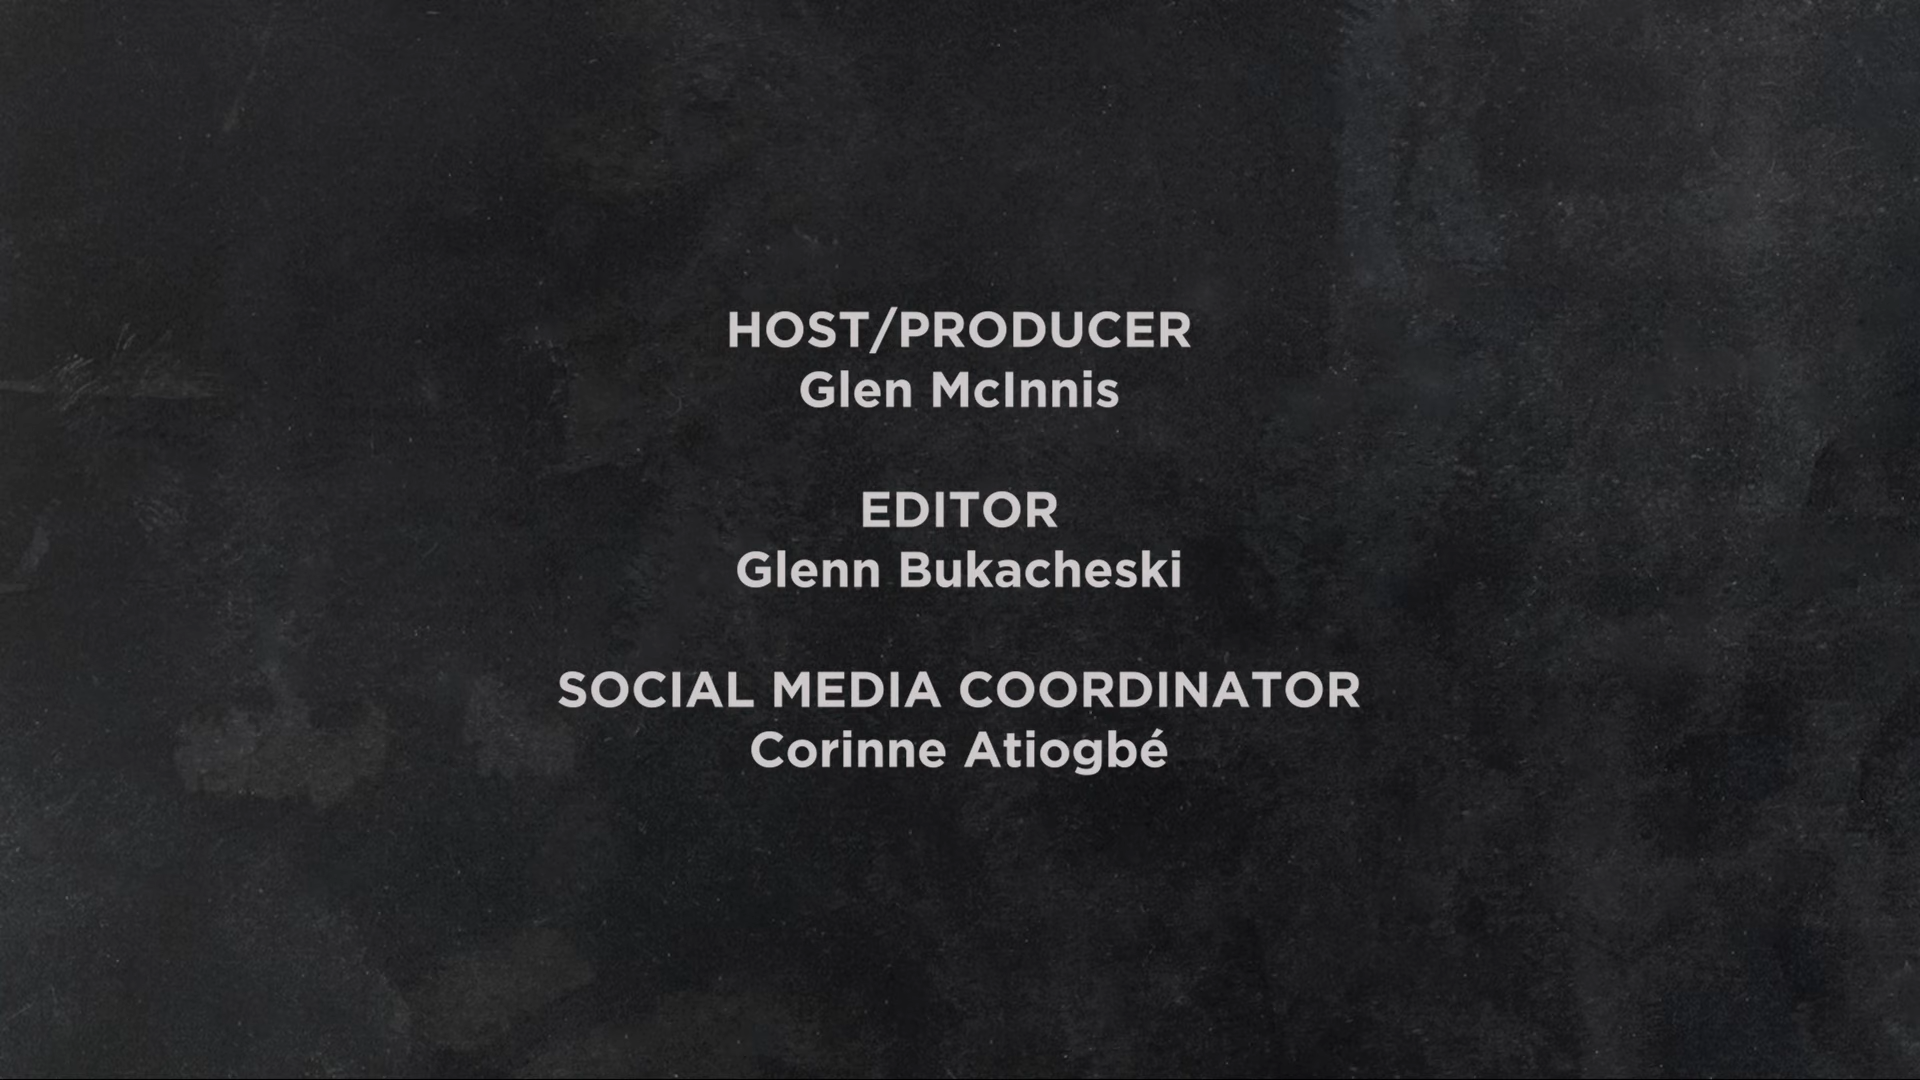 HOST/PRODUCER
Glen McInnis
EDITOR
Glenn Bukacheski
SOCIAL MEDIA COORDINATOR
Corinne Atiogbé